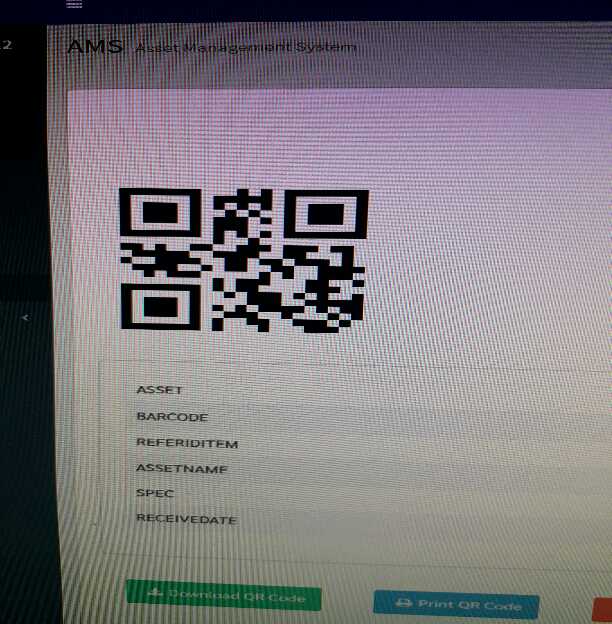 .2
AMS Asset Management System
ASSET
BARCODE
REFERIDITEM
ASSETNAME
SPEC
RECEIVEDATE
Download QR Code
Print QR Code